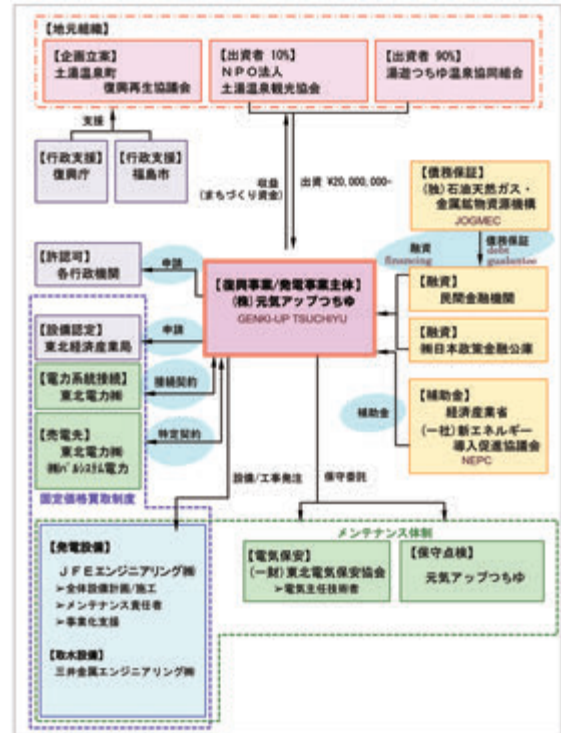 【地元組織】
【企画立案】
土湯温泉町
復興再生協議会
【出資者 10%】
NPO法人
土湯温泉観光協会
【出資者 90%】
湯遊つちゆ温泉協同組合
支援
【行政支援】
復興庁
【行政支援】
福島市
収益
(まちづくり資金)
出資 ¥20,000,000-
【債務保証】
(独)石油天然ガス・
金属鉱物資源機構
JOGMEC
融資
financing
債務保証
debt
guarantee
【許認可】
各行政機関
申請
【復興事業/発電事業主体】
(株)元気アップつちゆ
GENKI-UP TSUCHIYU
【融資】
民間金融機関
【設備認定】
東北経済産業局
申請
【融資】
㈱日本政策金融公庫
【電力系統接続】
東北電力㈱
接続契約
【売電先】
東北電力㈱
㈱パルシステム電力
特定契約
補助金
【補助金】
経済産業省
(一社)新エネルギー
導入促進協議会
NEPC
固定価格買取制度
設備/工事発注
保守委託
メンテナンス体制
【発電設備】
JFEエンジニアリング㈱
➢全体設備計画/施工
➢メンテナンス責任者
➢事業化支援
【取水設備】
三井金属エンジニアリング㈱
【電気保安】
(一財)東北電気保安協会
➢電気主任技術者
【保守点検】
元気アップつちゆ